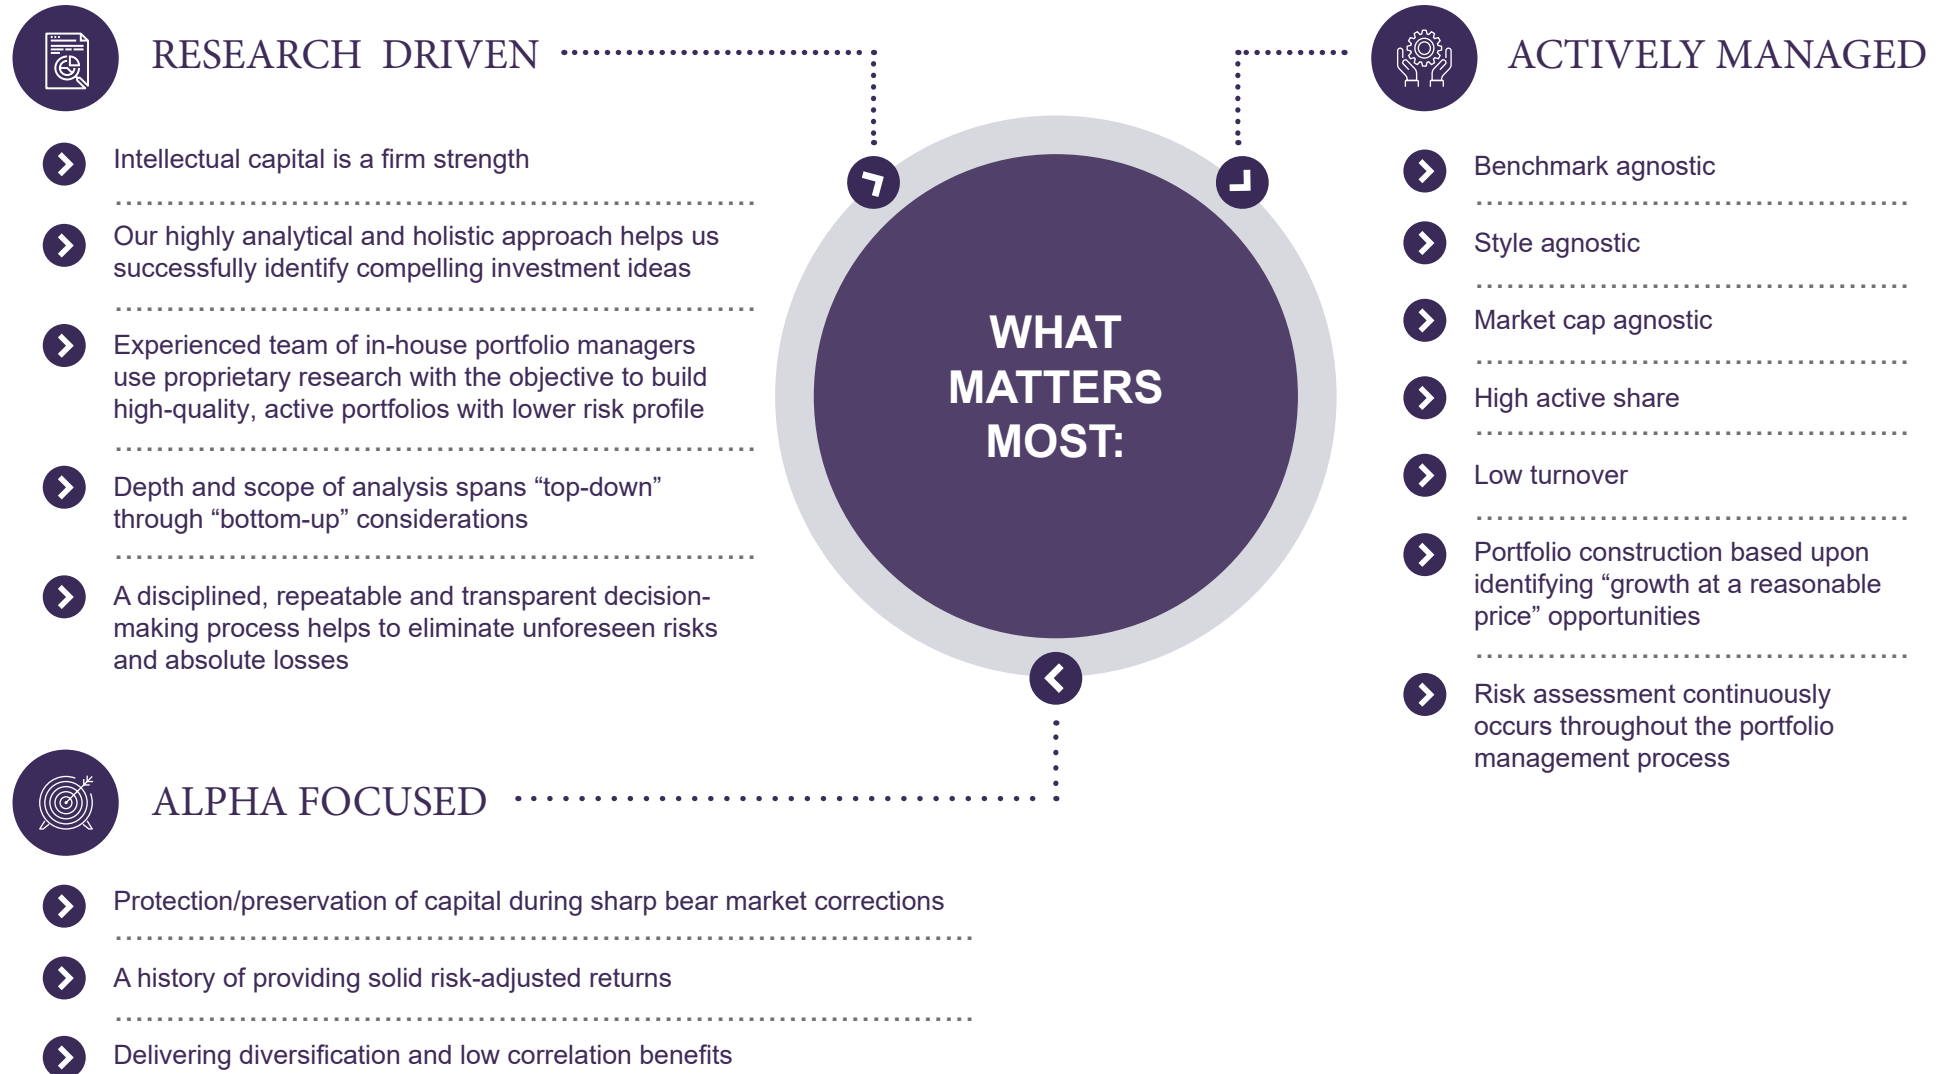 RESEARCH DRIVEN
Intellectual capital is a firm strength
Our highly analytical and holistic approach helps us
successfully identify compelling investment ideas
Experienced team of in-house portfolio managers
use proprietary research with the objective to build
high-quality, active portfolios with lower risk profile
Depth and scope of analysis spans “top-down”
through “bottom-up” considerations
A disciplined, repeatable and transparent decision-
making process helps to eliminate unforeseen risks
and absolute losses
WHAT
MATTERS
MOST:
ACTIVELY MANAGED
Benchmark agnostic
Style agnostic
Market cap agnostic
High active share
Low turnover
Portfolio construction based upon
identifying “growth at a reasonable
price” opportunities
Risk assessment continuously
occurs throughout the portfolio
management process
ALPHA FOCUSED
Protection/preservation of capital during sharp bear market corrections
A history of providing solid risk-adjusted returns
Delivering diversification and low correlation benefits